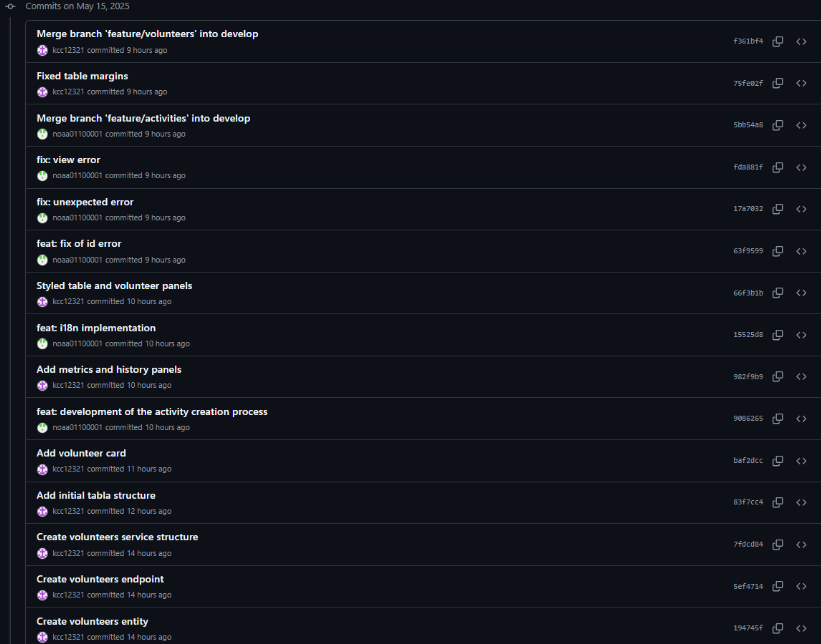 Commits on May 15, 2025
Merge branch 'feature/volunteers' into develop
f361bf4
kcc12321 committed 9 hours ago
Fixed table margins
75fe02f
kcc12321 committed 9 hours ago
Merge branch 'feature/activities' into develop
5bb54a8
noaa01100001 committed 9 hours ago
fix: view error
fda881f
noaa01100001 committed 9 hours ago
fix: unexpected error
17a7032
noaa01100001 committed 9 hours ago
feat: fix of id error
63f9599
noaa01100001 committed 9 hours ago
Styled table and volunteer panels
66f3b1b
kcc12321 committed 10 hours ago
feat: i18n implementation
15525d8
noaa01100001 committed 10 hours ago
Add metrics and history panels
982f9b9
kcc12321 committed 10 hours ago
feat: development of the activity creation process
9086265
noaa01100001 committed 10 hours ago
Add volunteer card
baf2dcc
kcc12321 committed 11 hours ago
Add initial tabla structure
83f7cc4
kcc12321 committed 12 hours ago
Create volunteers service structure
7fdcd84
kcc12321 committed 14 hours ago
Create volunteers endpoint
5ef4714
kcc12321 committed 14 hours ago
Create volunteers entity
194745f
kcc12321 committed 14 hours ago